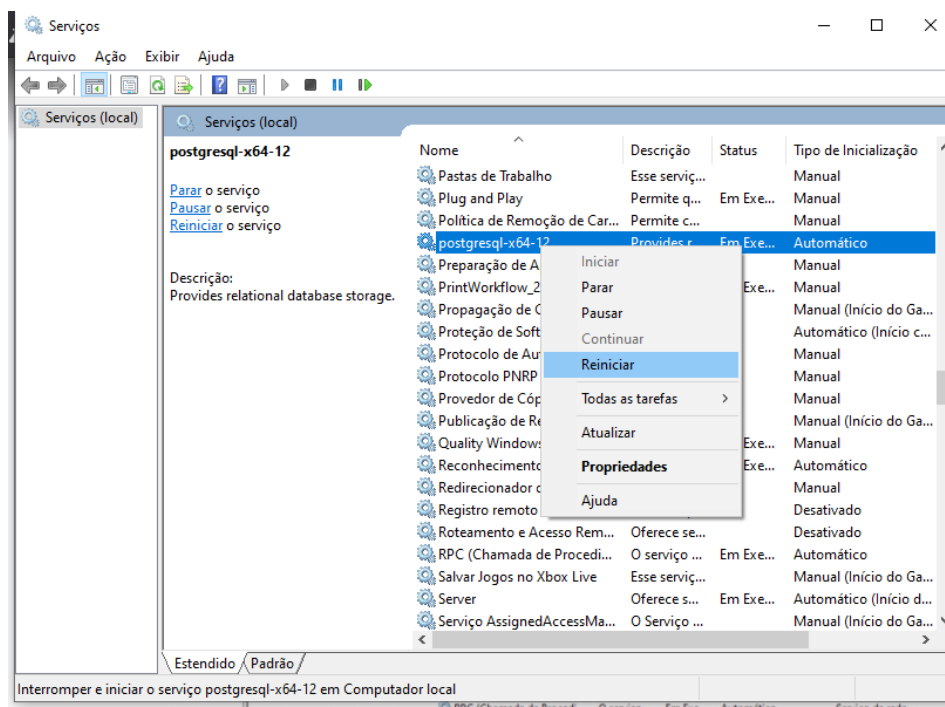 Serviços
Arquivo Ação Exibir Ajuda
Serviços (local)
Serviços (local)
postgresql-x64-12
Parar o serviço
Pausar o serviço
Reiniciar o serviço
Descrição:
Provides relational database storage.
Nome Descrição Status Tipo de Inicialização
Pastas de Trabalho Esse serviç... Manual
Plug and Play Permite q... Em Exe... Manual
Política de Remoção de Car... Permite c... Manual
postgresql-x64-12 Provides r... Em Exe... Automático
Preparação de A Manual
PrintWorkflow_2 Exe... Manual
Propagação de C Manual (Início do Ga...
Proteção de Soft Automático (Início c...
Protocolo de Au Manual
Protocolo PNRP Manual
Provedor de Cóp Manual
Publicação de Re Manual (Início do Ga...
Quality Windows Exe... Manual
Reconhecimento Exe... Automático
Redirecionador d Manual
Registro remoto Desativado
Roteamento e Acesso Rem... Oferece se... Desativado
RPC (Chamada de Procedi... O serviço ... Em Exe... Automático
Salvar Jogos no Xbox Live Esse serviç... Manual (Início do Ga...
Server Oferece s... Em Exe... Automático (Início d...
Serviço AssignedAccessMa... O Serviço ... Manual (Início do Ga...
Iniciar
Parar
Pausar
Continuar
Reiniciar
Todas as tarefas
Atualizar
Propriedades
Ajuda
Estendido Padrão
Interromper e iniciar o serviço postgresql-x64-12 em Computador local